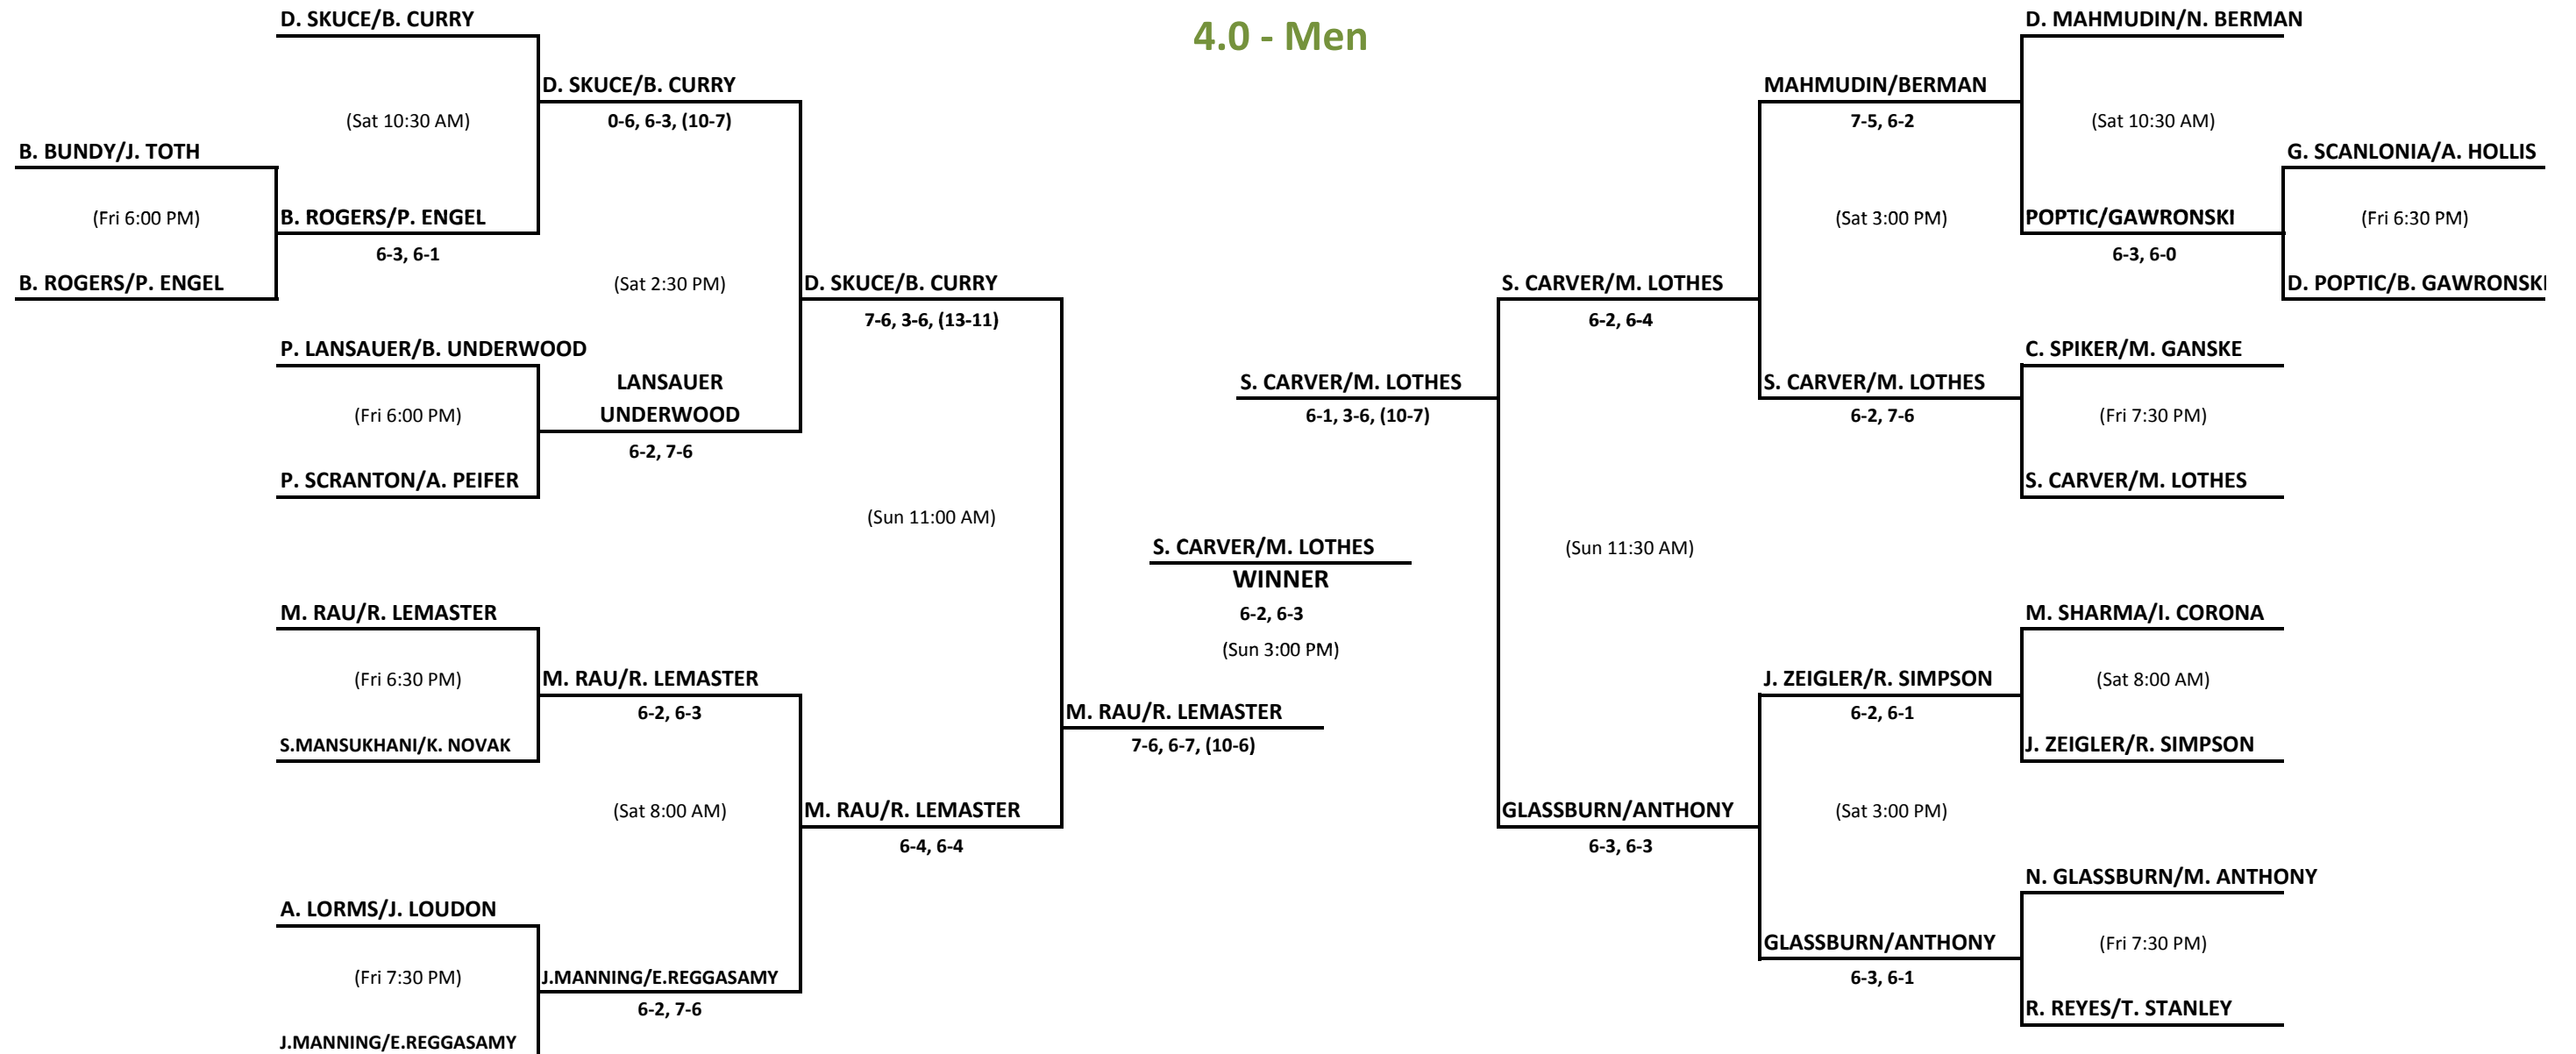 4.0 - Men
D. SKUCE/B. CURRY
D. SKUCE/B. CURRY
(Sat 10:30 AM)
0-6, 6-3, (10-7)
B. BUNDY/J. TOTH
(Fri 6:00 PM)
B. ROGERS/P. ENGEL
6-3, 6-1
B. ROGERS/P. ENGEL
(Sat 2:30 PM)
D. SKUCE/B. CURRY
7-6, 3-6, (13-11)
P. LANSAUER/B. UNDERWOOD
LANSAUER
UNDERWOOD
(Fri 6:00 PM)
6-2, 7-6
P. SCRANTON/A. PEIFER
(Sun 11:00 AM)
M. RAU/R. LEMASTER
(Fri 6:30 PM)
M. RAU/R. LEMASTER
6-2, 6-3
S.MANSUKHANI/K. NOVAK
M. RAU/R. LEMASTER
7-6, 6-7, (10-6)
(Sat 8:00 AM)
M. RAU/R. LEMASTER
6-4, 6-4
A. LORMS/J. LOUDON
(Fri 7:30 PM)
J.MANNING/E.REGGASAMY
6-2, 7-6
J.MANNING/E.REGGASAMY
S. CARVER/M. LOTHES
WINNER
6-2, 6-3
(Sun 3:00 PM)
D. MAHMUDIN/N. BERMAN
MAHMUDIN/BERMAN
7-5, 6-2
(Sat 10:30 AM)
G. SCANLONIA/A. HOLLIS
(Sat 3:00 PM)
POPTIC/GAWRONSKI
(Fri 6:30 PM)
6-3, 6-0
S. CARVER/M. LOTHES
D. POPTIC/B. GAWRONSKI
6-2, 6-4
C. SPIKER/M. GANSKE
S. CARVER/M. LOTHES
S. CARVER/M. LOTHES
6-1, 3-6, (10-7)
6-2, 7-6
(Fri 7:30 PM)
S. CARVER/M. LOTHES
(Sun 11:30 AM)
M. SHARMA/I. CORONA
J. ZEIGLER/R. SIMPSON
(Sat 8:00 AM)
6-2, 6-1
J. ZEIGLER/R. SIMPSON
GLASSBURN/ANTHONY
(Sat 3:00 PM)
6-3, 6-3
N. GLASSBURN/M. ANTHONY
GLASSBURN/ANTHONY
(Fri 7:30 PM)
6-3, 6-1
R. REYES/T. STANLEY